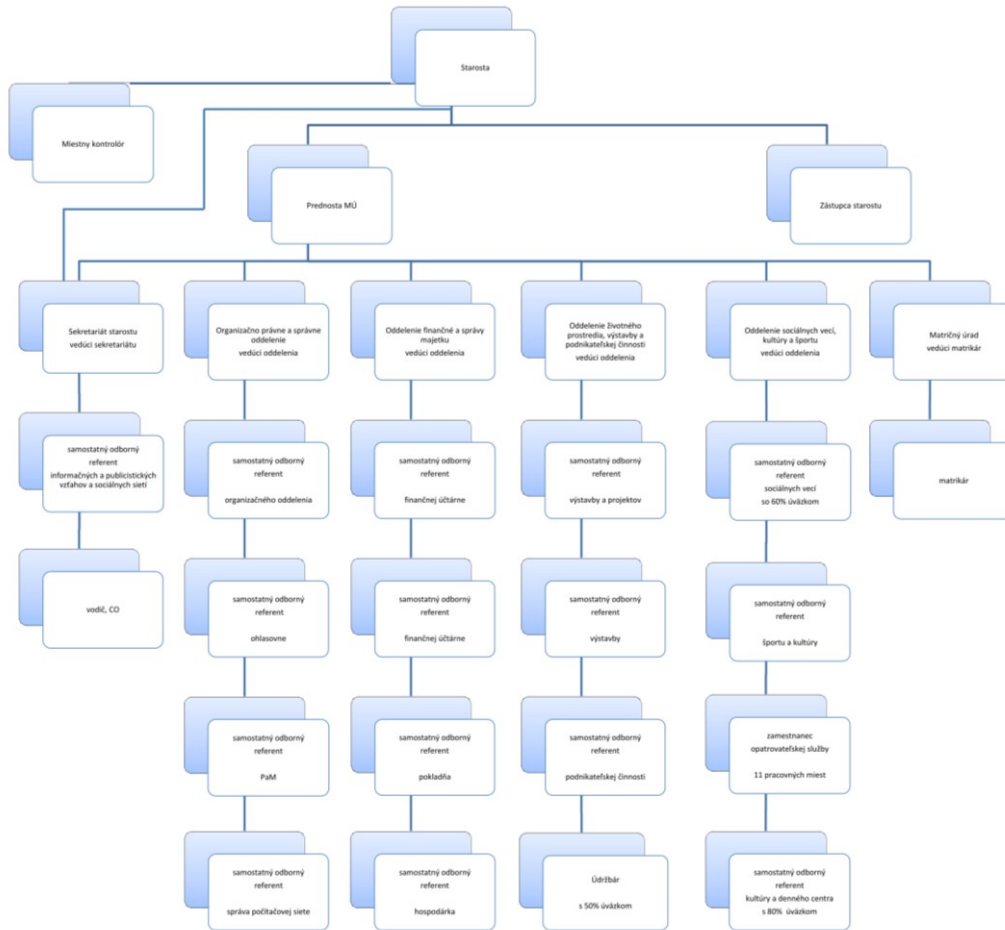 Starosta
Miestny kontrolór
Prednosta MÚ
Zástupca starostu
Sekretariát starostu
vedúci sekretariátu
Organizačno právne a správne
oddelenie
vedúci oddelenia
Oddelenie finančné a správy
majetku
vedúci oddelenia
Oddelenie životného
prostredia, výstavby a
podnikateľskej činnosti
vedúci oddelenia
Oddelenie sociálnych vecí,
kultúry a športu
vedúci oddelenia
Matričný úrad
vedúci matrikár
samostatný odborný
referent
informačných a publicistických
vzťahov a sociálnych sietí
samostatný odborný
referent
organizačného oddelenia
samostatný odborný
referent
finančnej účtárne
samostatný odborný
referent
výstavby a projektov
samostatný odborný
referent
sociálnych vecí
so 60% úväzkom
matrikár
vodič, CO
samostatný odborný
referent
ohlasovne
samostatný odborný
referent
finančnej účtárne
samostatný odborný
referent
výstavby
samostatný odborný
referent
športu a kultúry
samostatný odborný
referent
PaM
samostatný odborný
referent
pokladňa
samostatný odborný
referent
podnikateľskej činnosti
zamestnanec
opatrovateľskej služby
11 pracovných miest
samostatný odborný
referent
správa počítačovej siete
samostatný odborný
referent
hospodárka
Údržbár
s 50% úväzkom
samostatný odborný
referent
kultúry a denného centra
s 80% úväzkom